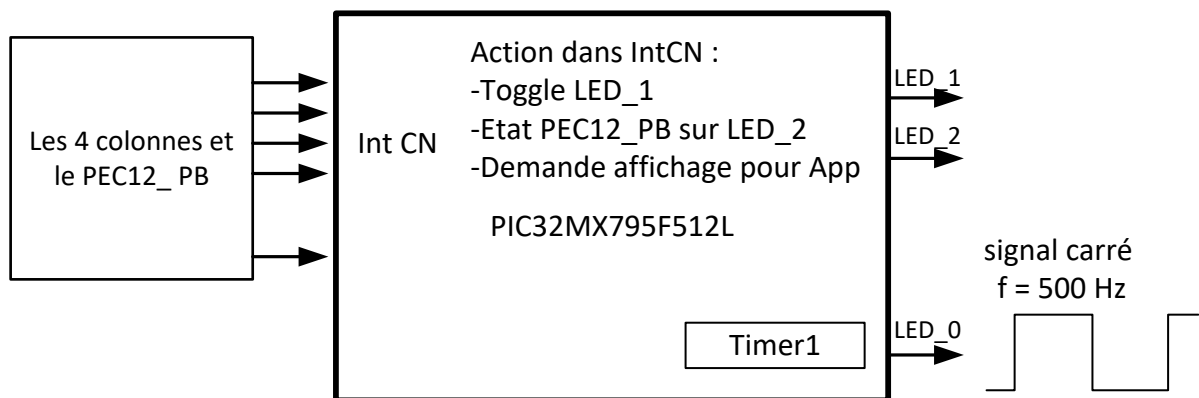 Les 4 colonnes et
le PEC12_ PB
Int CN
Action dans IntCN :
-Toggle LED_1
-Etat PEC12_PB sur LED_2
-Demande affichage pour App
PIC32MX795F512L
Timer1
LED_1
LED_2
signal carré
f = 500 Hz
LED_0